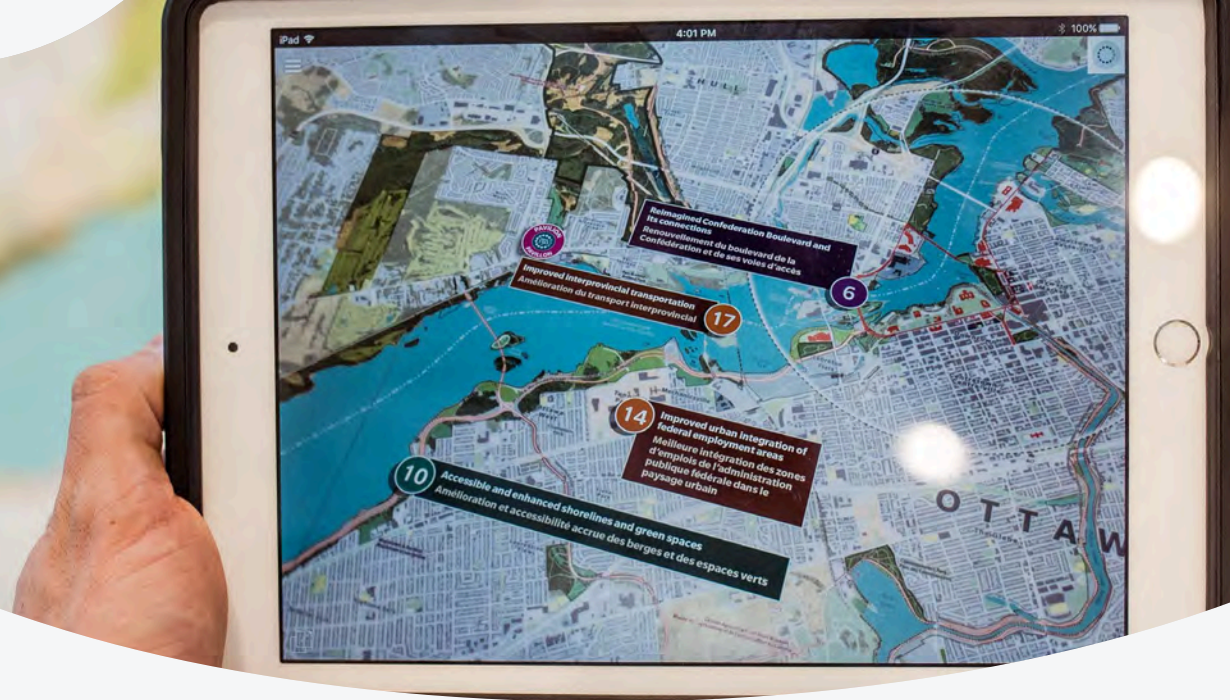 iPad
4:01 PM
100%
HULL
Reimagined Confederation Boulevard and
its connections
Renouvellement du boulevard de la
Confédération et de ses voies d'accès
6
PAVILION
PAVILLON
Improved interprovincial transportation
Amélioration du transport interprovincial
17
14
Improved urban integration of
federal employment areas
Meilleure intégration des zones
d'emplois de l'administration
publique fédérale dans le
paysage urbain
10
Accessible and enhanced shorelines and green spaces
Amélioration et accessibilité accrue des berges et des espaces verts
OTTAW